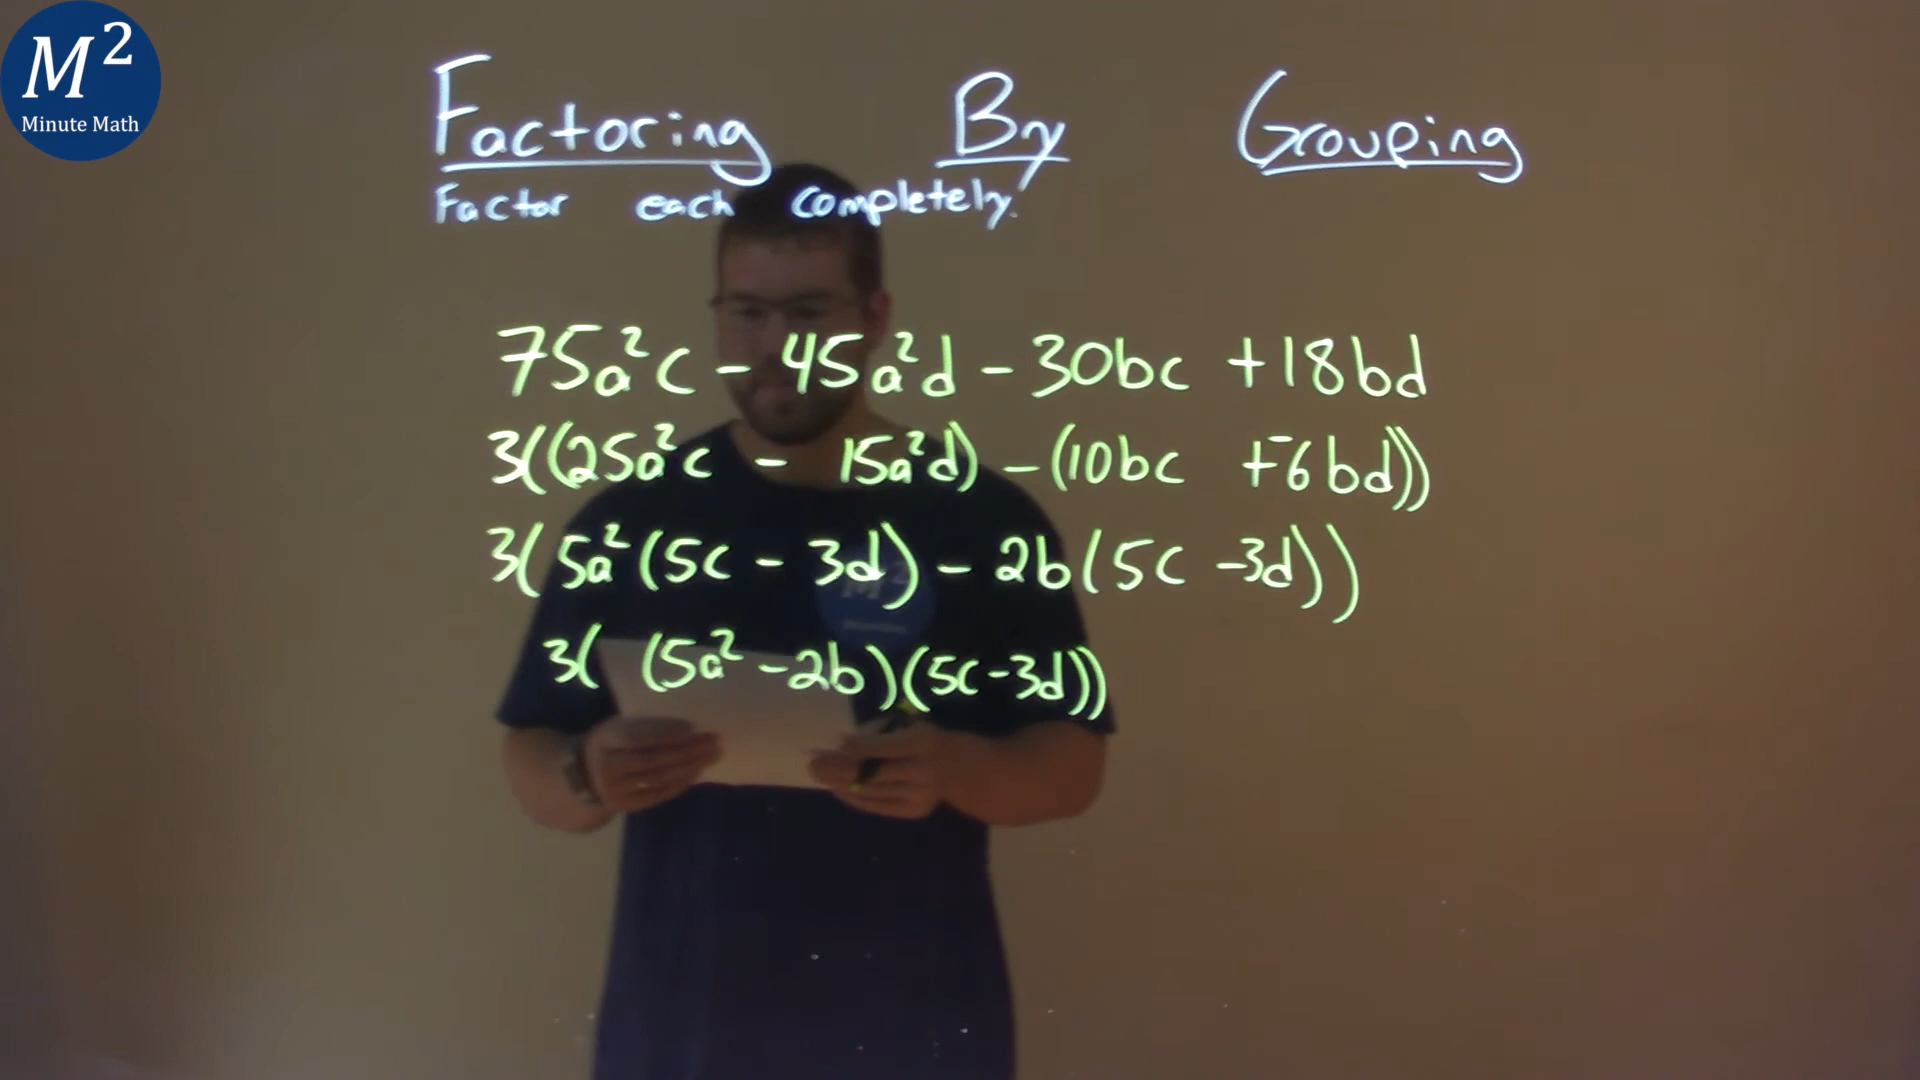 M²
Minute Math
Factoring By Grouping
Factor each completely.
75a²c - 45a²d - 30bc +18bd
3((25a²c - 15a²d) - (10bc +-6bd))
3(5a²(5c - 3d) - 2b(5c -3d))
3( (5a² -2b)(5c-3d))
M²